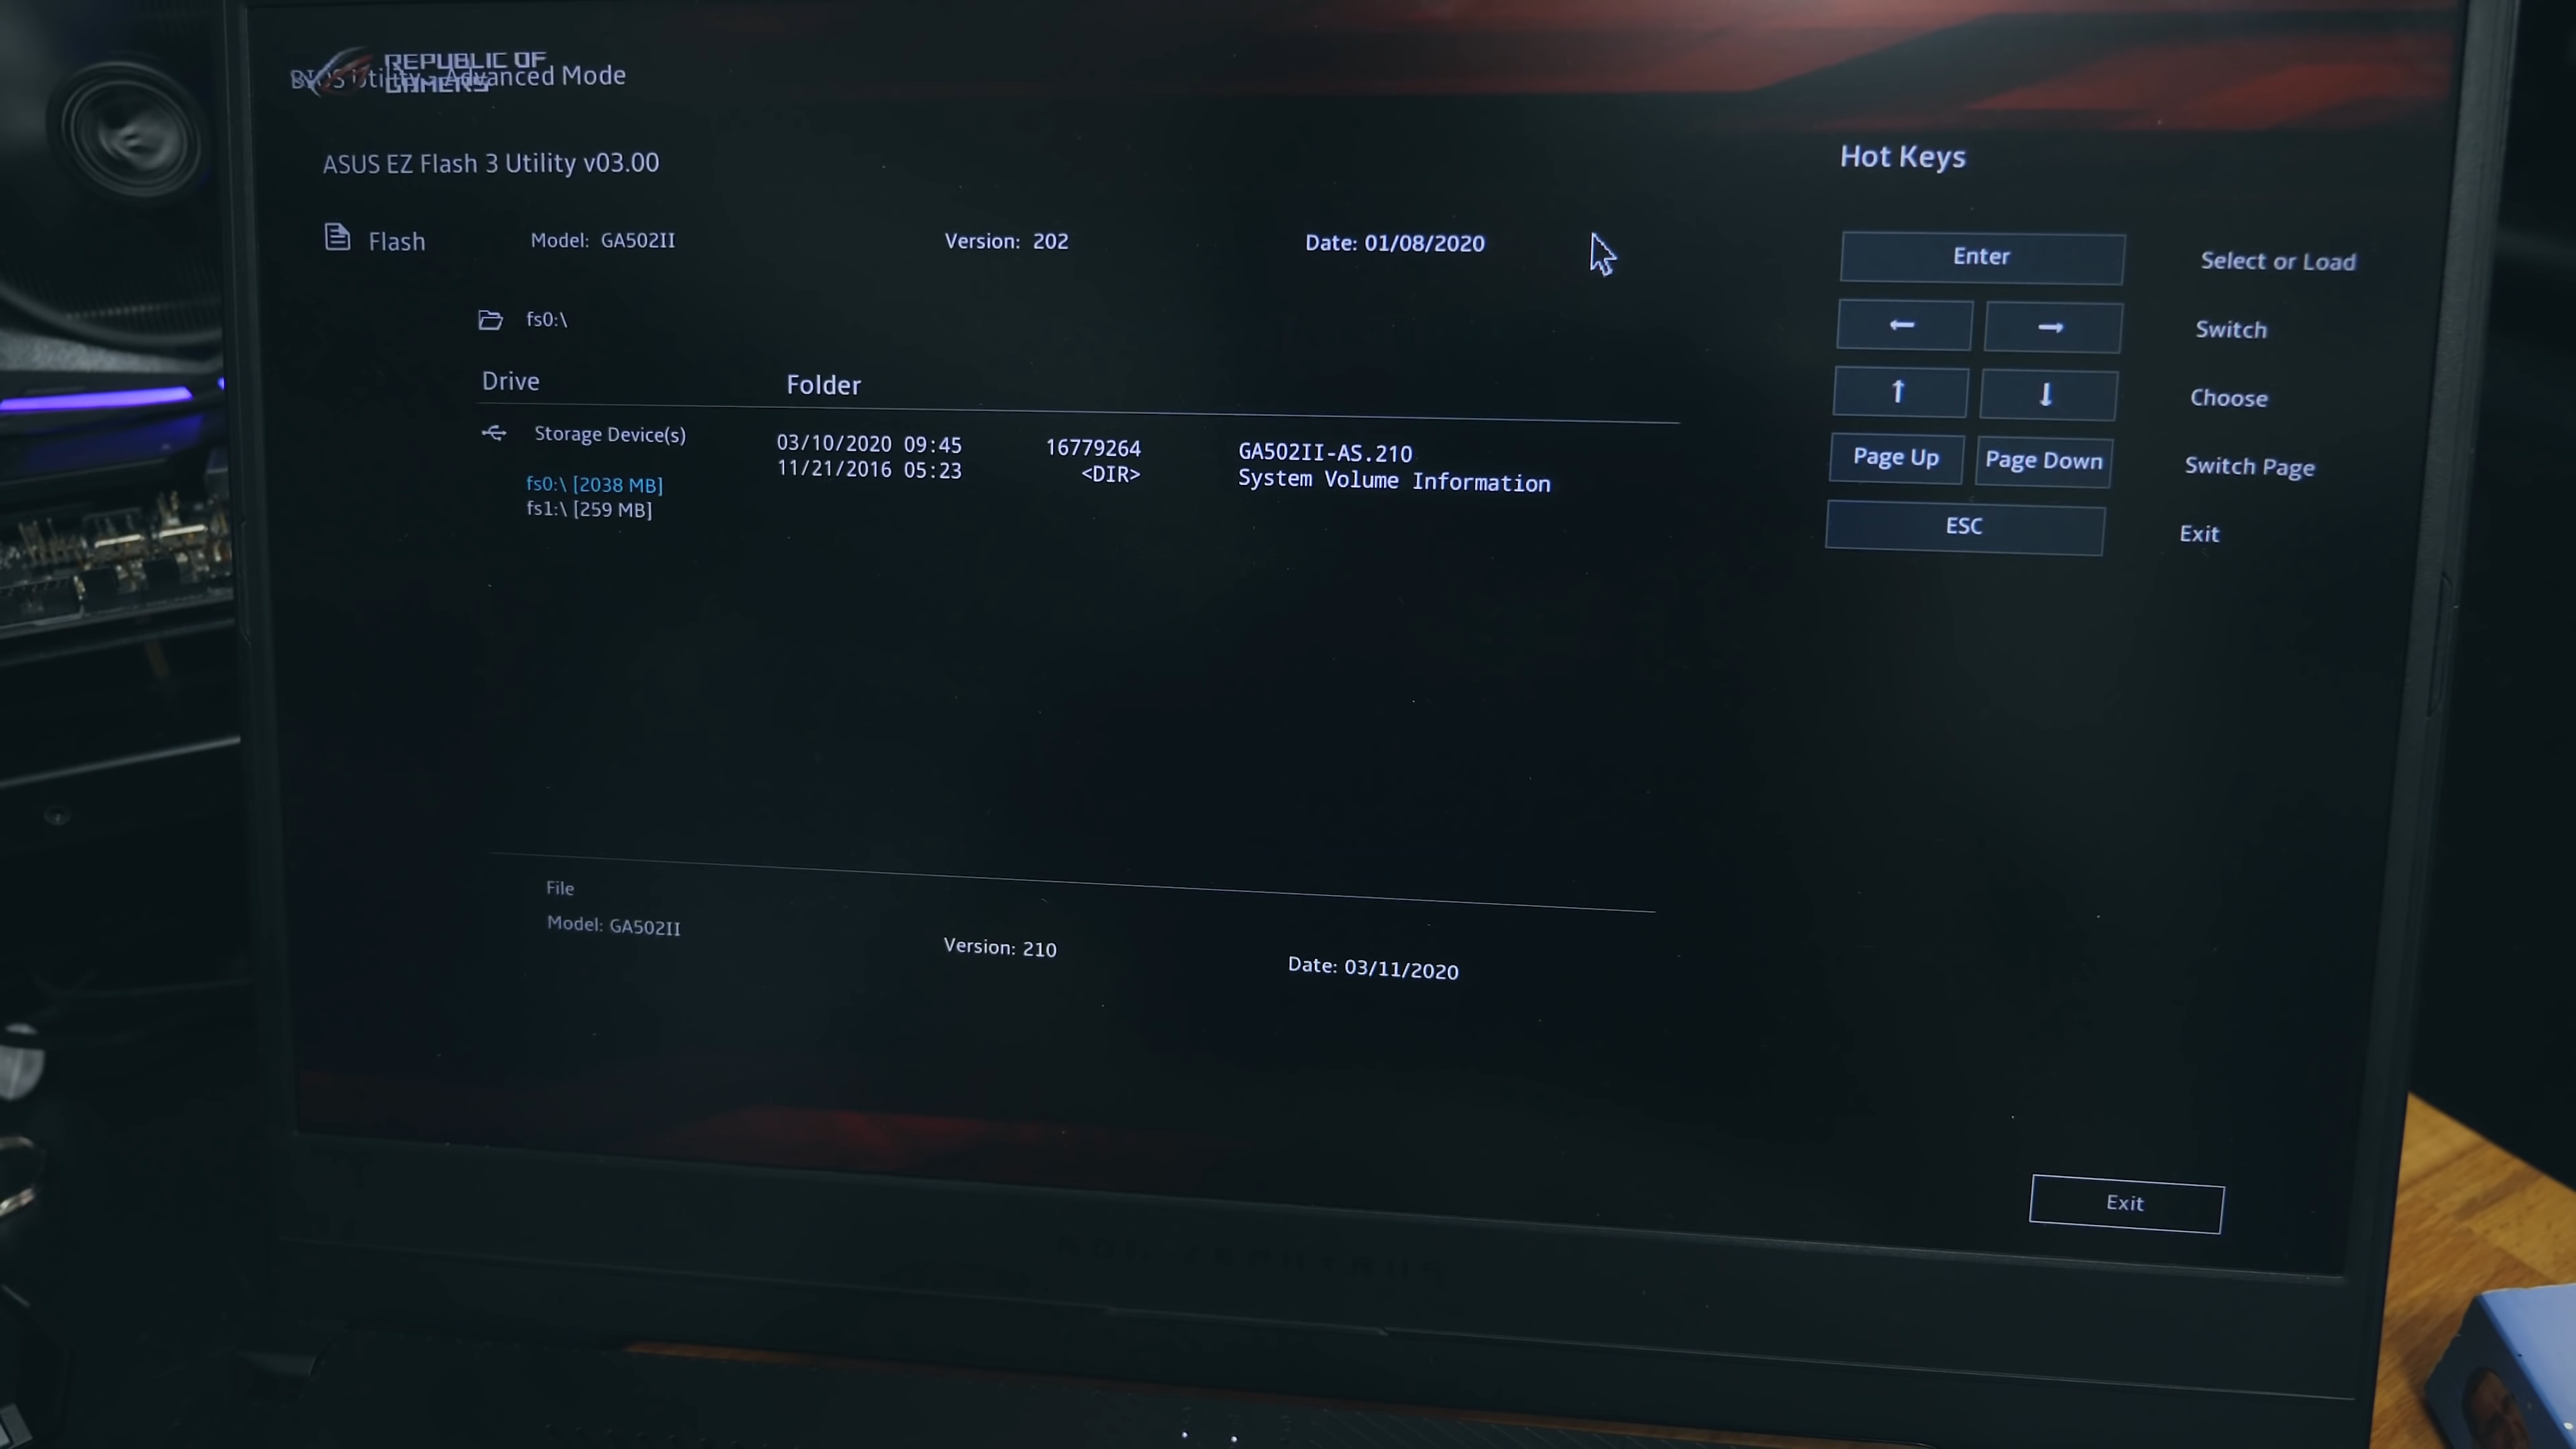 REPUBLIC OF
GAMERS
BIOS Utility - Advanced Mode
ASUS EZ Flash 3 Utility v03.00
Flash Model: GA502II Version: 202 Date: 01/08/2020
fs0:\
Drive Folder
Storage Device(s) 03/10/2020 09:45 16779264 GA502II-AS.210
11/21/2016 05:23 <DIR> System Volume Information
fs0:\ [2038 MB]
fs1:\ [259 MB]
File
Model: GA502II Version: 210 Date: 03/11/2020
Hot Keys
Enter Select or Load
← → Switch
↑ ↓ Choose
Page Up Page Down Switch Page
ESC Exit
Exit
ROG ZEPHYRUS